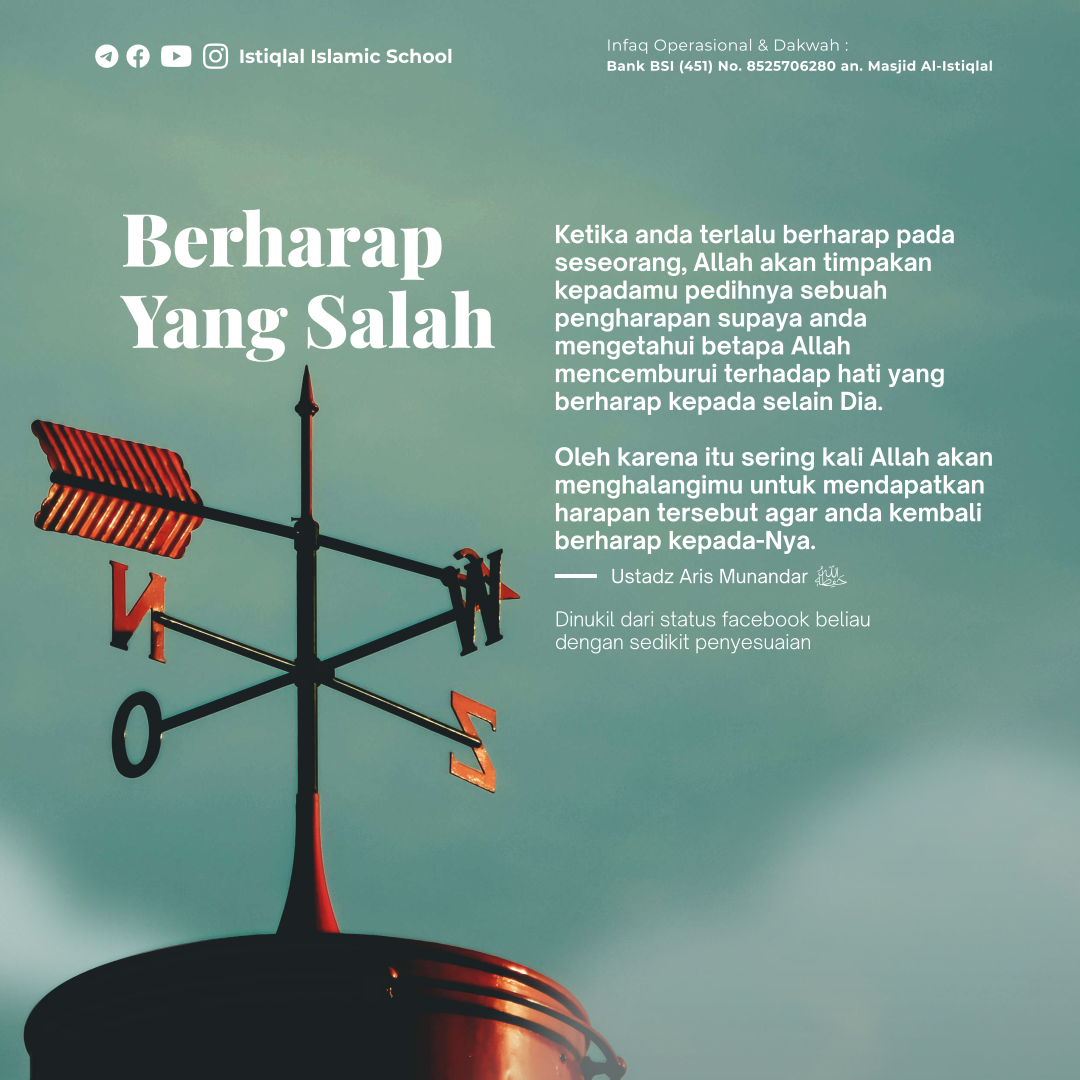 Istiqlal Islamic School
Infaq Operasional & Dakwah :
Bank BSI (451) No. 8525706280 an. Masjid Al-Istiqlal
Berharap
Yang Salah
Ketika anda terlalu berharap pada
seseorang, Allah akan timpakan
kepadamu pedihnya sebuah
pengharapan supaya anda
mengetahui betapa Allah
mencemburui terhadap hati yang
berharap kepada selain Dia.
Oleh karena itu sering kali Allah akan
menghalangimu untuk mendapatkan
harapan tersebut agar anda kembali
berharap kepada-Nya.
Ustadz Aris Munandar
Dinukil dari status facebook beliau
dengan sedikit penyesuaian
N
W
O
S